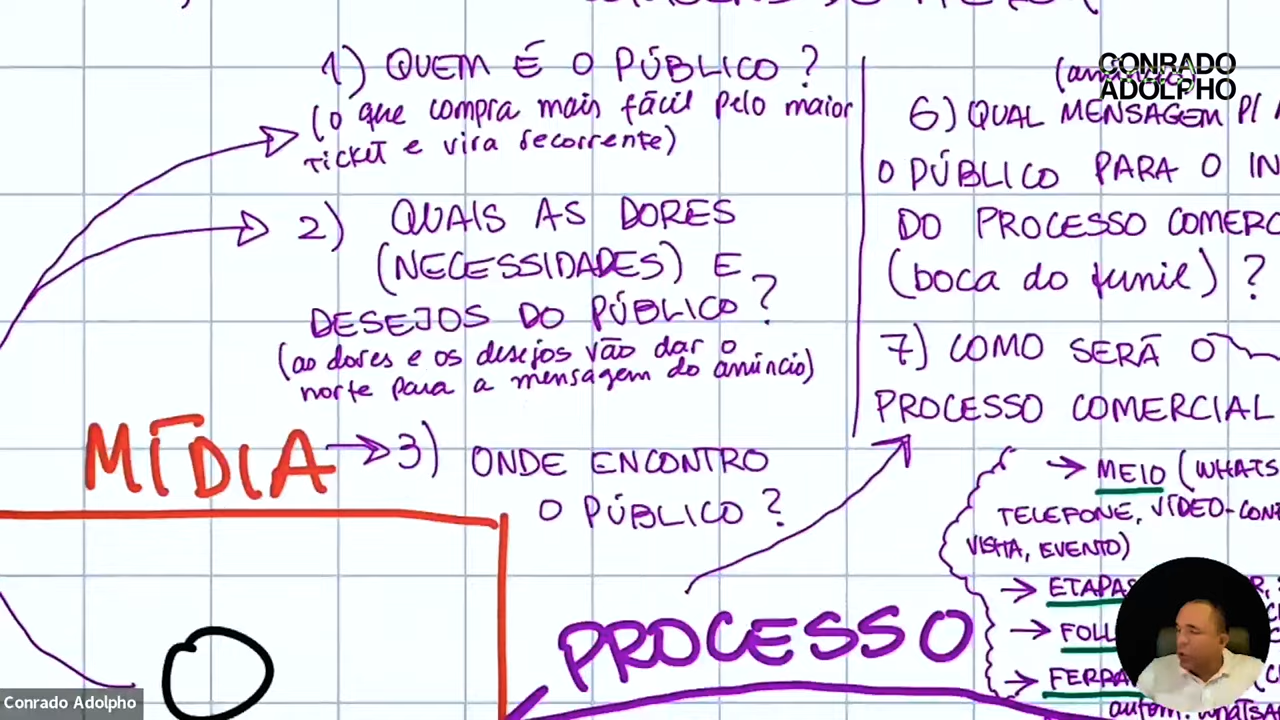 1) QUEM É O PÚBLICO?
(o que compra mais fácil pelo maior
TICKET e vira recorrente)
2) QUAIS AS DORES
(NECESSIDADES) E
DESEJOS DO PÚBLICO?
(as dores e os desejos vão dar o
norte para a mensagem do anúncio)
MÍDIA
3) ONDE ENCONTRO
O PÚBLICO?
PROCESSO
CONRADO
ADOLPHO
(anúncio)
6) QUAL MENSAGEM P/
O PÚBLICO PARA O
DO PROCESSO
(boca do funil)?
7) COMO SERÁ O
PROCESSO COMERCIAL
MEIO
TELEFONE,
VISITA, EVENTO)
Conrado Adolpho